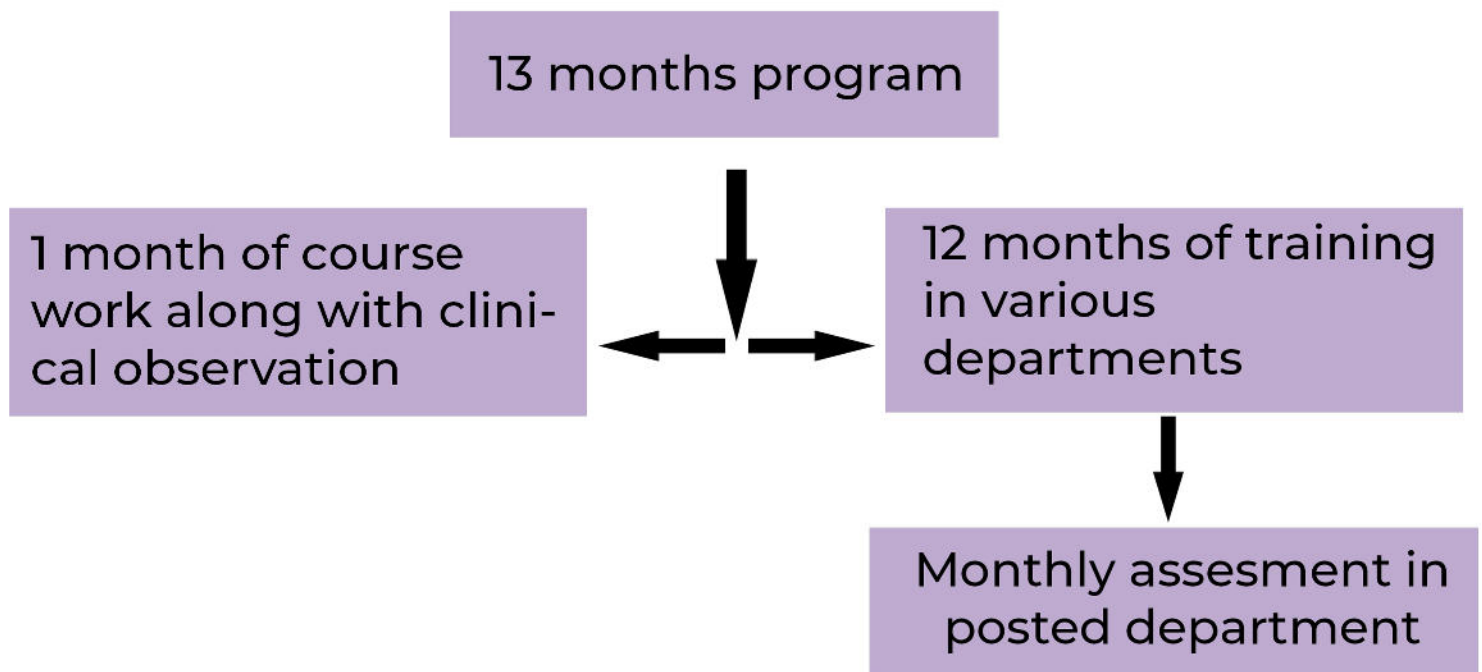 13 months program
1 month of course
work along with clini-
cal observation
12 months of training
in various
departments
Monthly assesment in
posted department